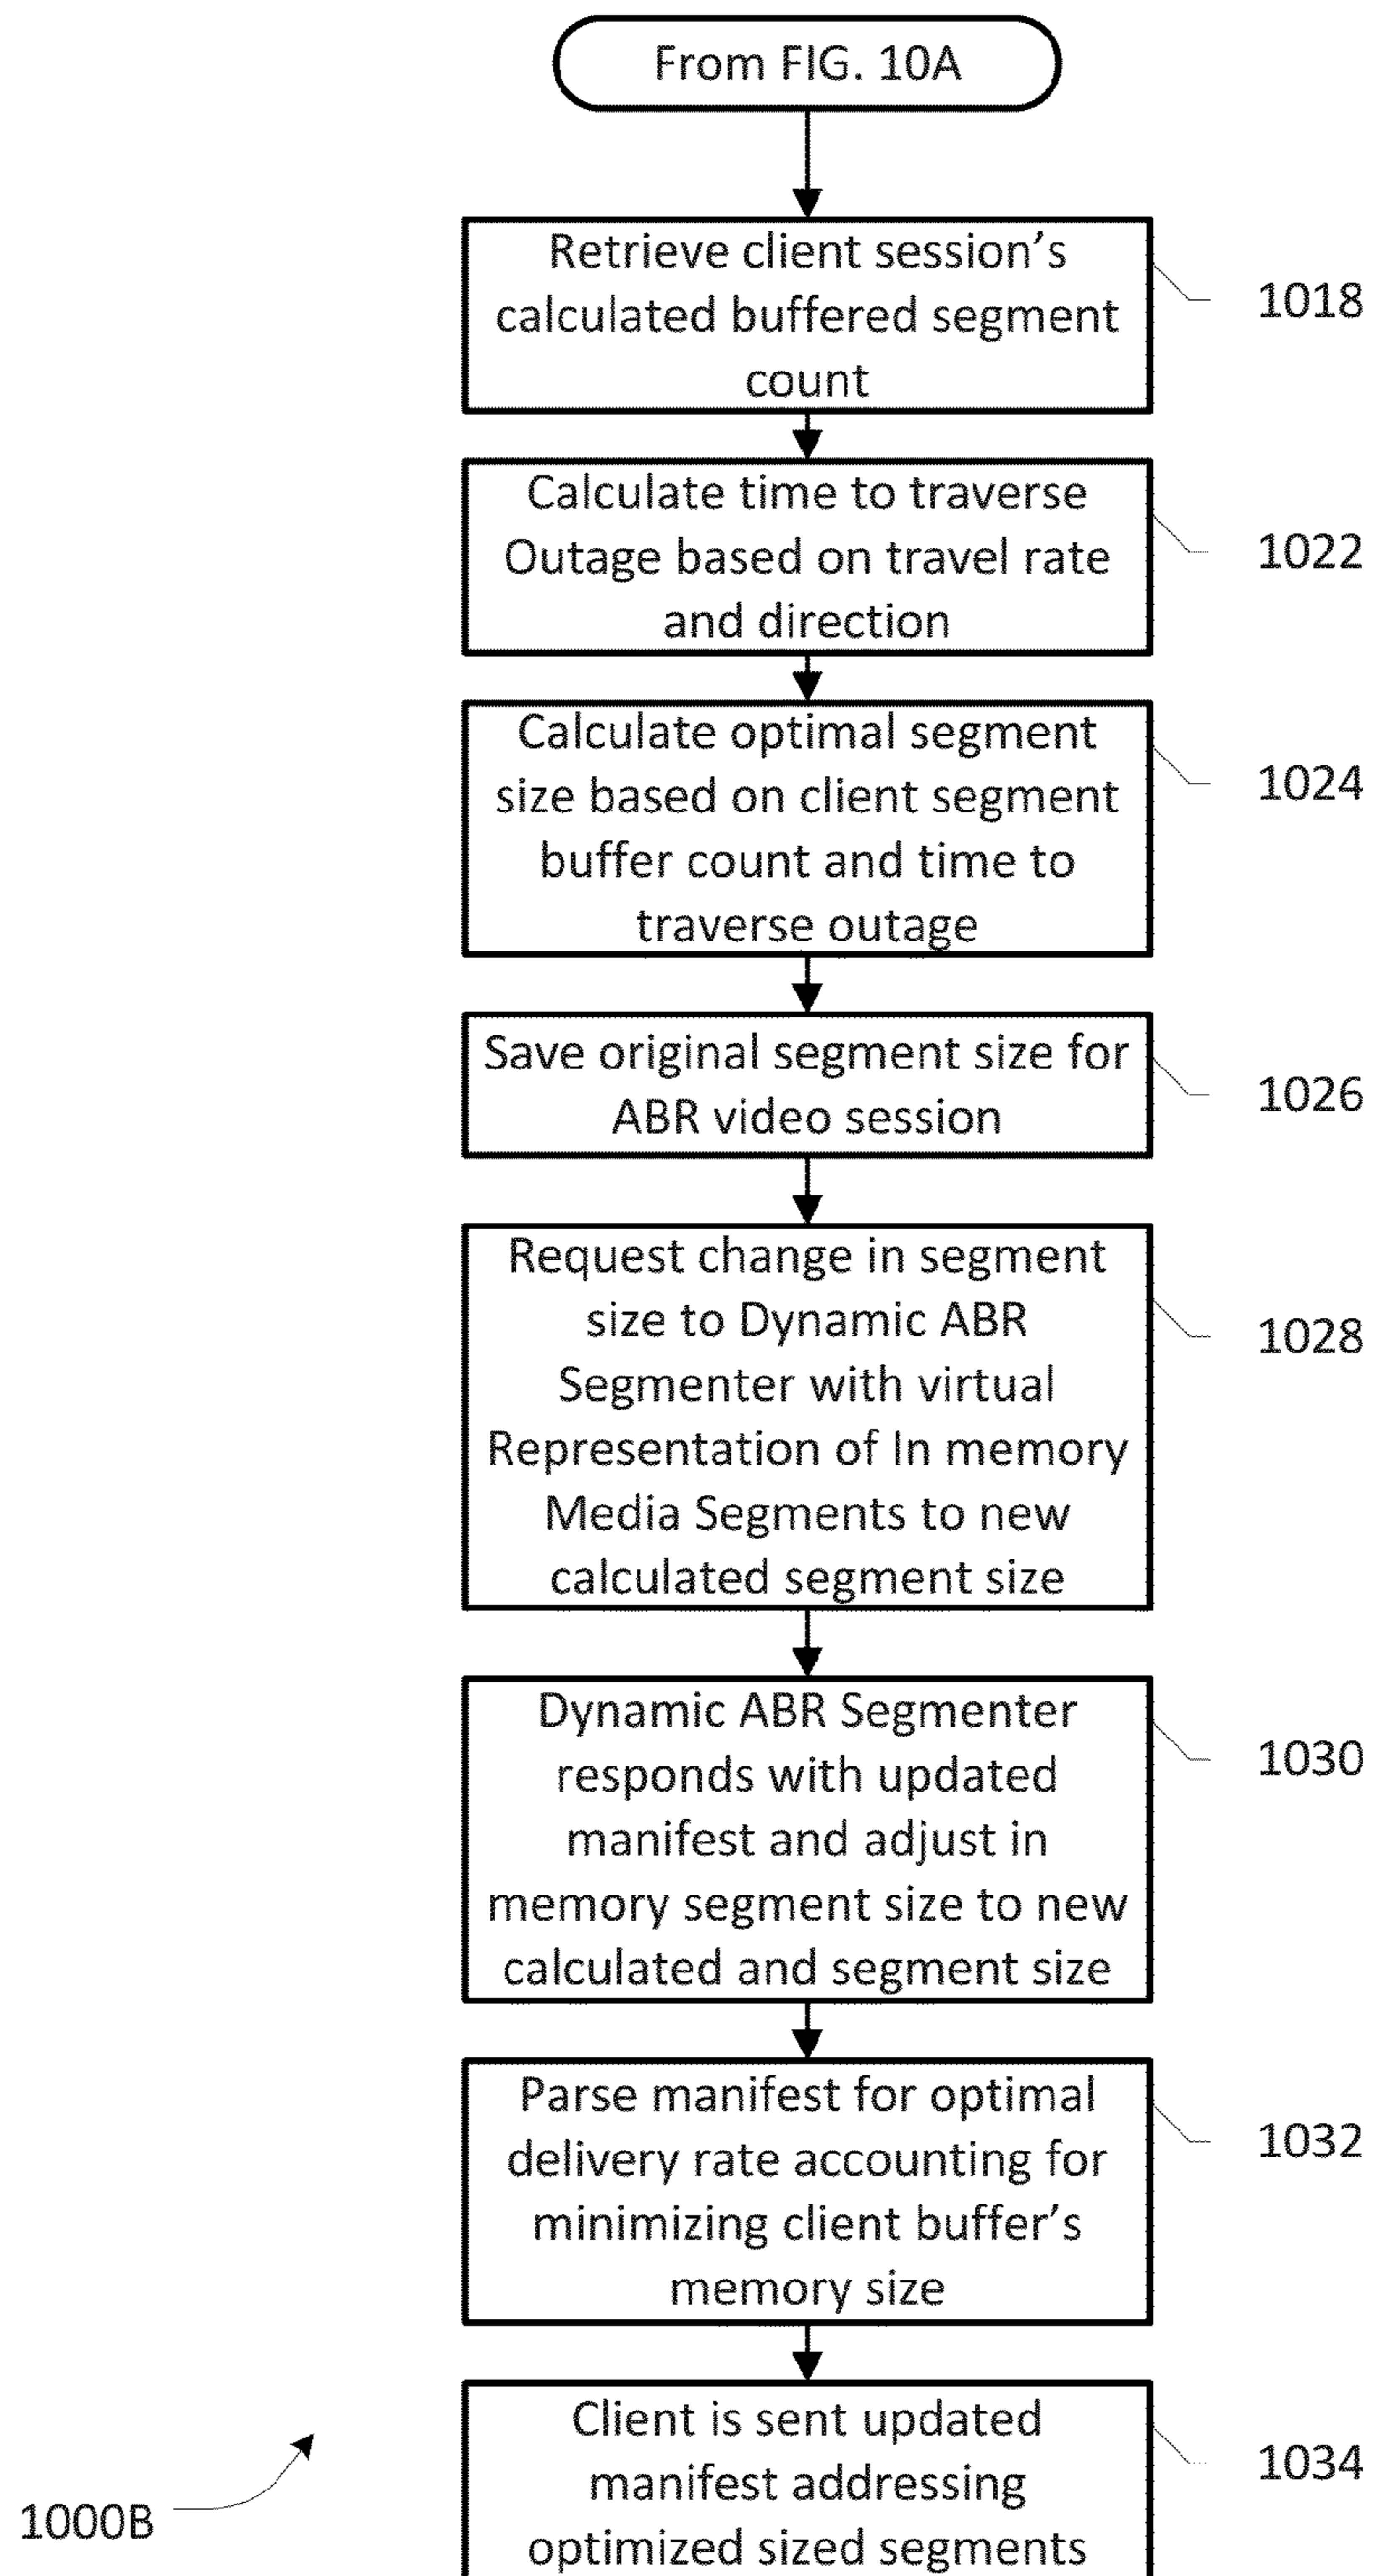 From FIG. 10A
Retrieve client session's
calculated buffered segment
count
1018
Calculate time to traverse
Outage based on travel rate
and direction
1022
Calculate optimal segment
size based on client segment
buffer count and time to
traverse outage
1024
Save original segment size for
ABR video session
1026
Request change in segment
size to Dynamic ABR
Segmenter with virtual
Representation of In memory
Media Segments to new
calculated segment size
1028
Dynamic ABR Segmenter
responds with updated
manifest and adjust in
memory segment size to new
calculated and segment size
1030
Parse manifest for optimal
delivery rate accounting for
minimizing client buffer's
memory size
1032
Client is sent updated
manifest addressing
optimized sized segments
1034
1000B